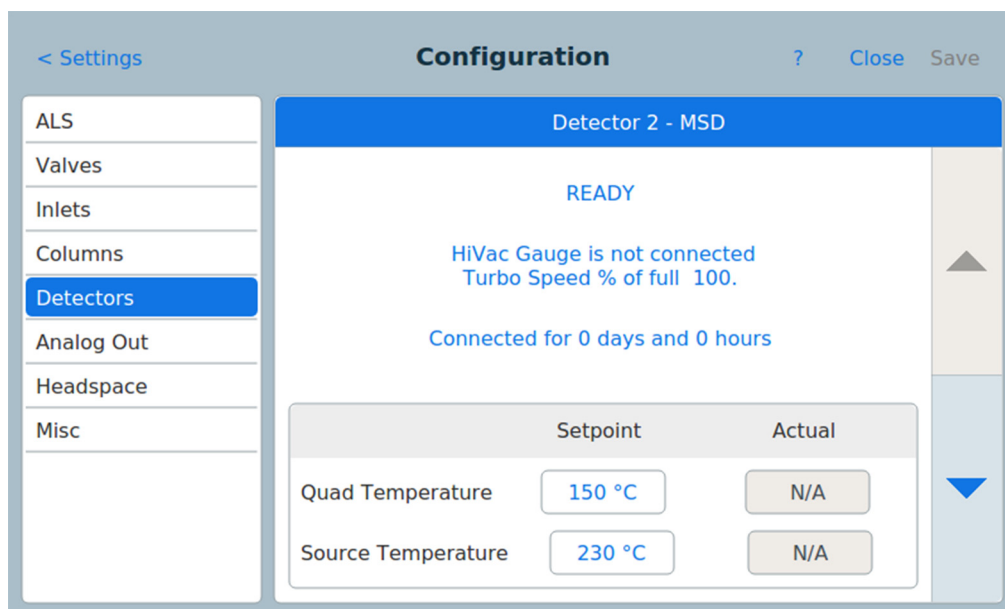 < Settings
Configuration
?
Close
Save
ALS
Valves
Inlets
Columns
Detectors
Analog Out
Headspace
Misc
Detector 2 - MSD
READY
HiVac Gauge is not connected
Turbo Speed % of full 100.
Connected for 0 days and 0 hours
Setpoint Actual
Quad Temperature 150 °C N/A
Source Temperature 230 °C N/A